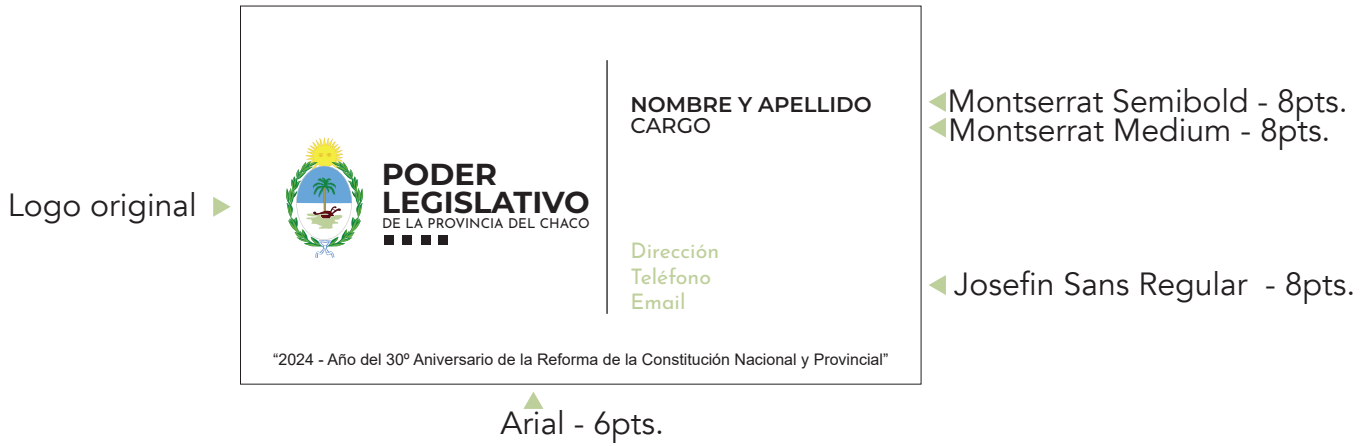 Logo original
PODER
LEGISLATIVO
DE LA PROVINCIA DEL CHACO
NOMBRE Y APELLIDO
CARGO
Dirección
Teléfono
Email
“2024 - Año del 30º Aniversario de la Reforma de la Constitución Nacional y Provincial”
Montserrat Semibold - 8pts.
Montserrat Medium - 8pts.
Josefin Sans Regular - 8pts.
Arial - 6pts.